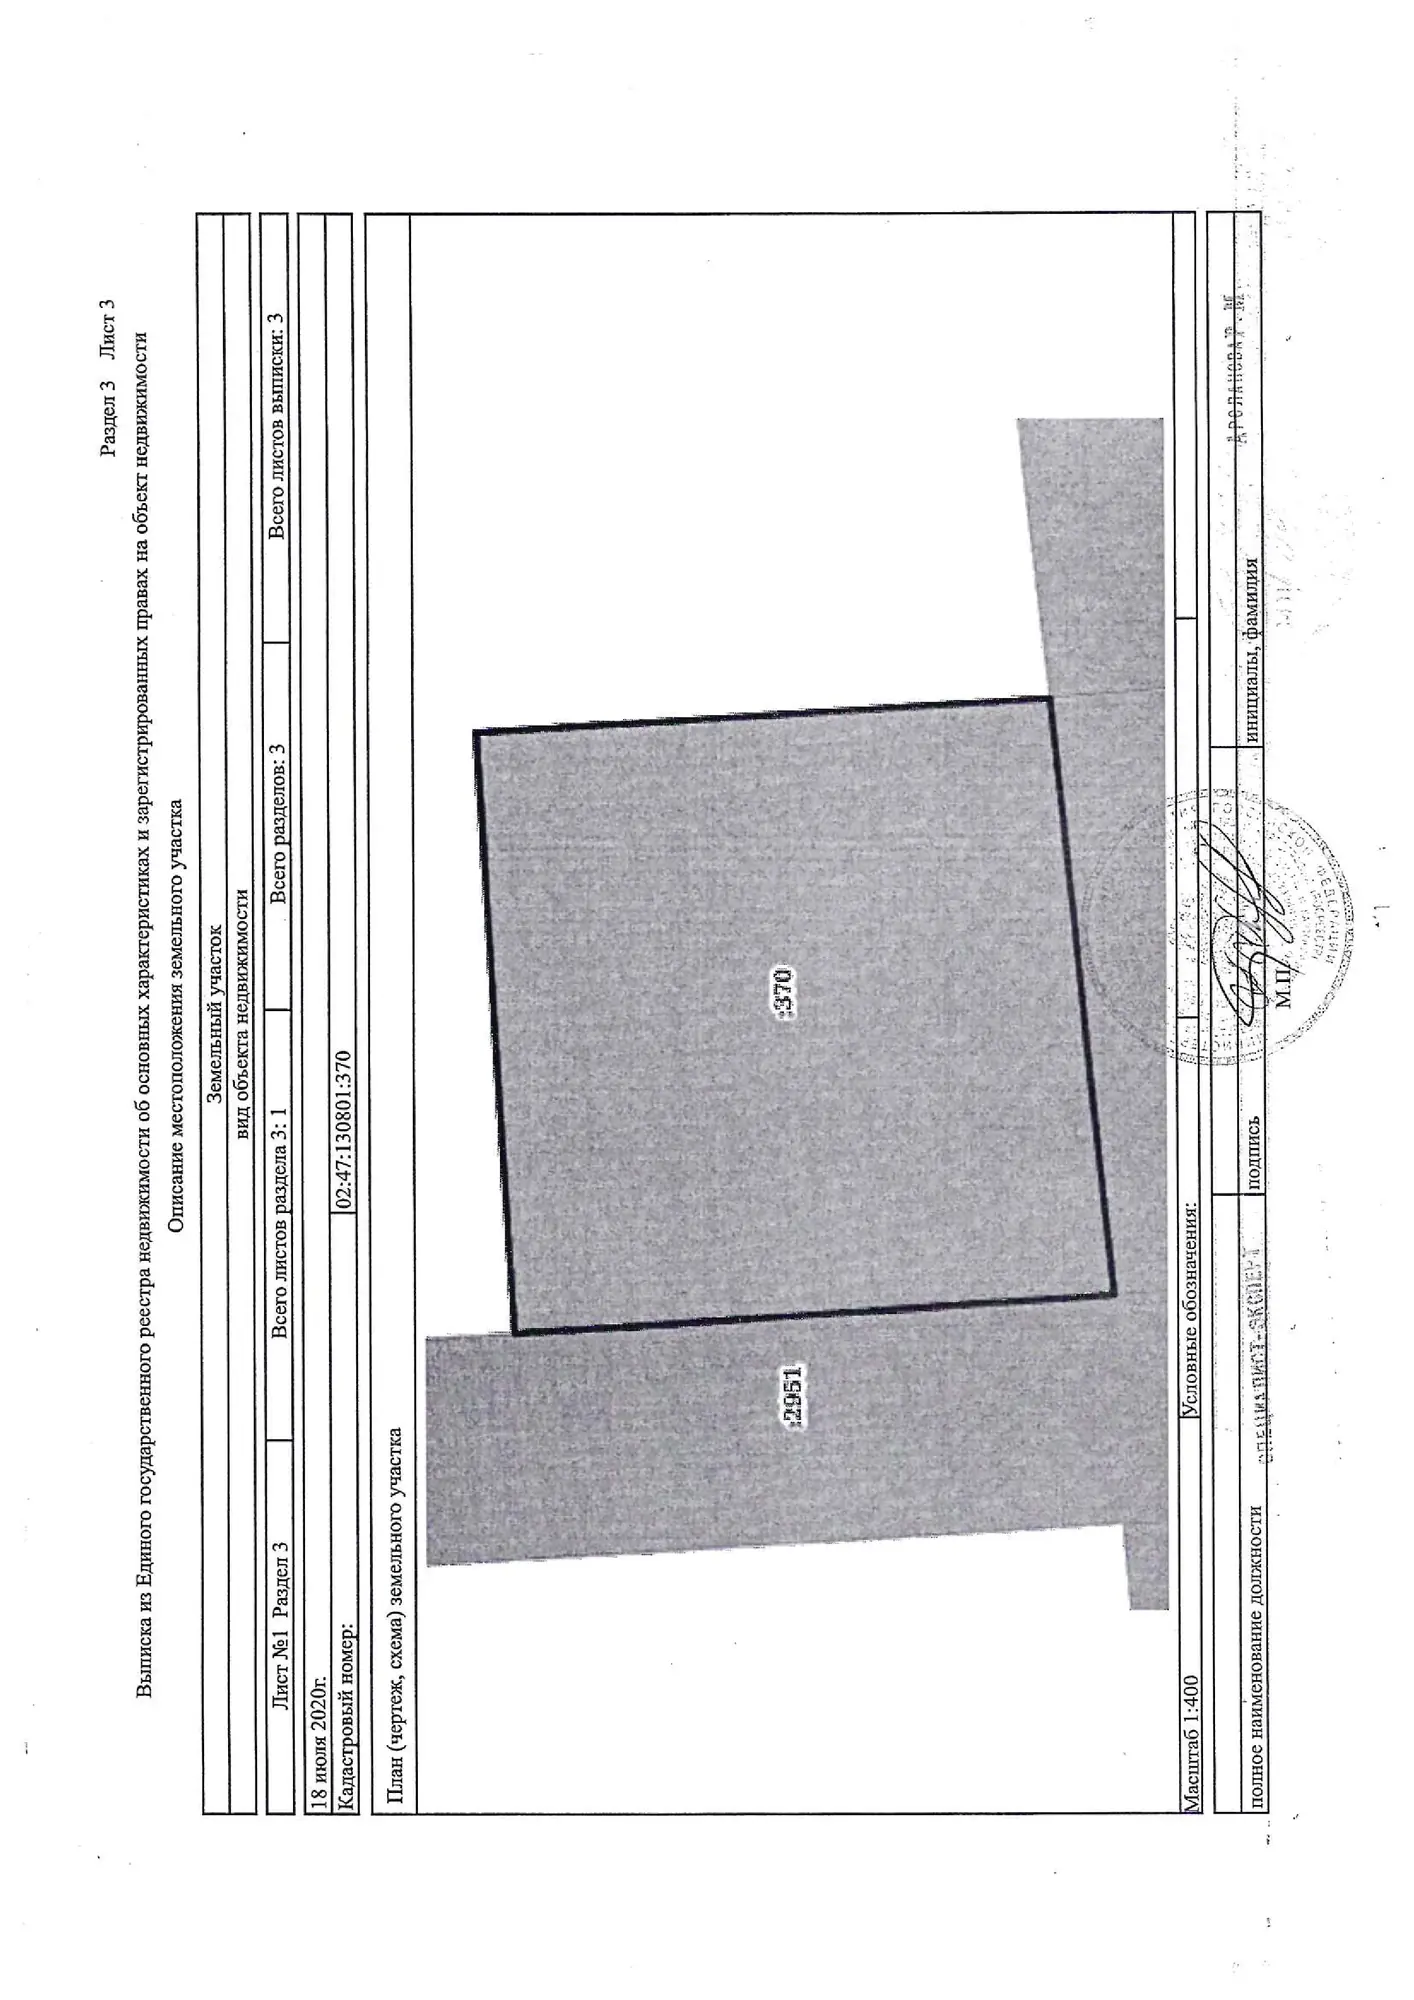 Раздел 3 Лист 3
Выписка из Единого государственного реестра недвижимости об основных характеристиках и зарегистрированных правах на объект недвижимости
Описание местоположения земельного участка
Земельный участок
вид объекта недвижимости
Лист №1 Раздел 3 Всего листов раздела 3: 1 Всего разделов: 3 Всего листов выписки: 3
18 июля 2020г.
Кадастровый номер: 02:47:130801:370
План (чертеж, схема) земельного участка
:370
:2951
Масштаб 1:400 Условные обозначения:
СПЕЦИАЛИСТ-ЭКСПЕРТ
полное наименование должности подпись инициалы, фамилия
М.П.